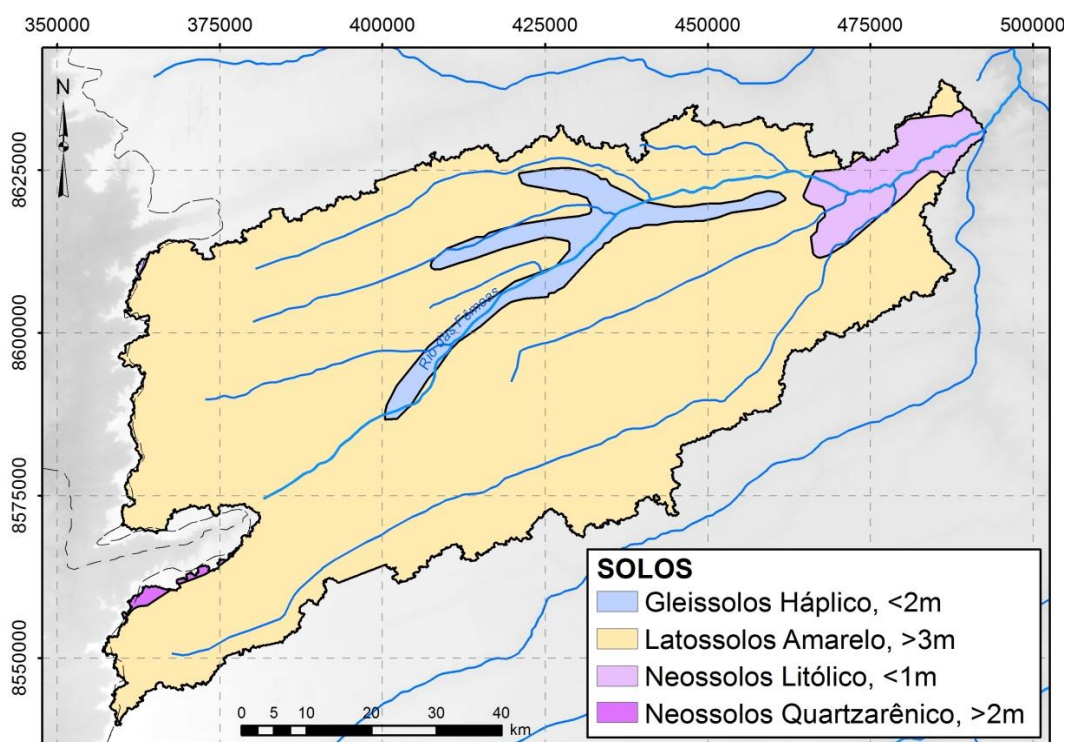 350000 375000 400000 425000 450000 475000 500000
N
8625000
8600000
8575000
8550000
Rio das Fêmeas
SOLOS
Gleissolos Háplico, <2m
Latossolos Amarelo, >3m
Neossolos Litólico, <1m
Neossolos Quartzarênico, >2m
0 5 10 20 30 40
km